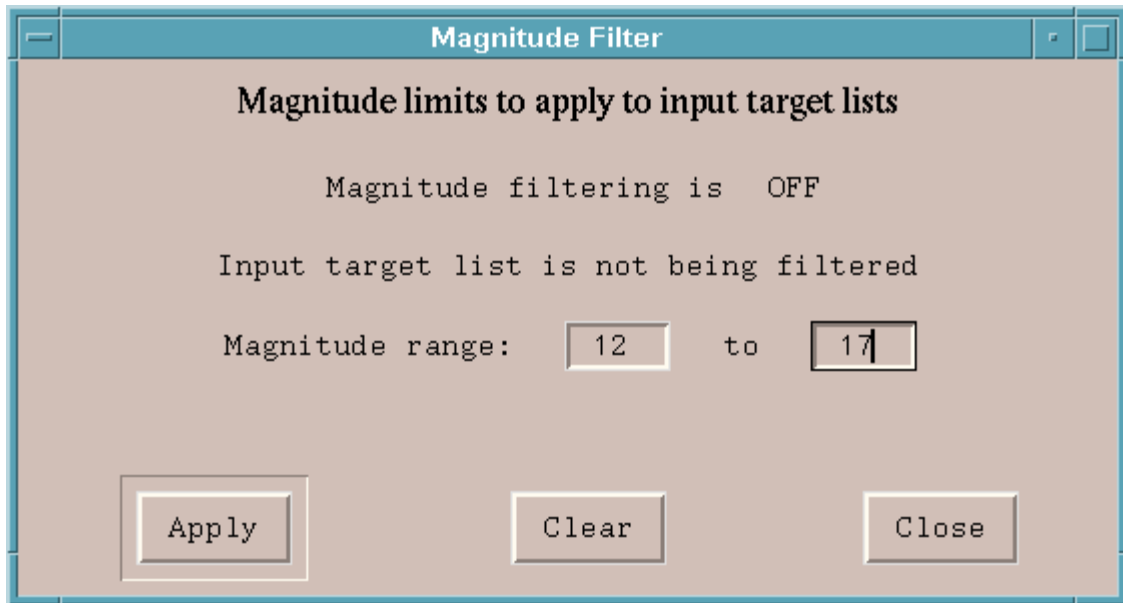 Magnitude Filter
Magnitude limits to apply to input target lists
Magnitude filtering is OFF
Input target list is not being filtered
Magnitude range: 12 to 17
Apply Clear Close